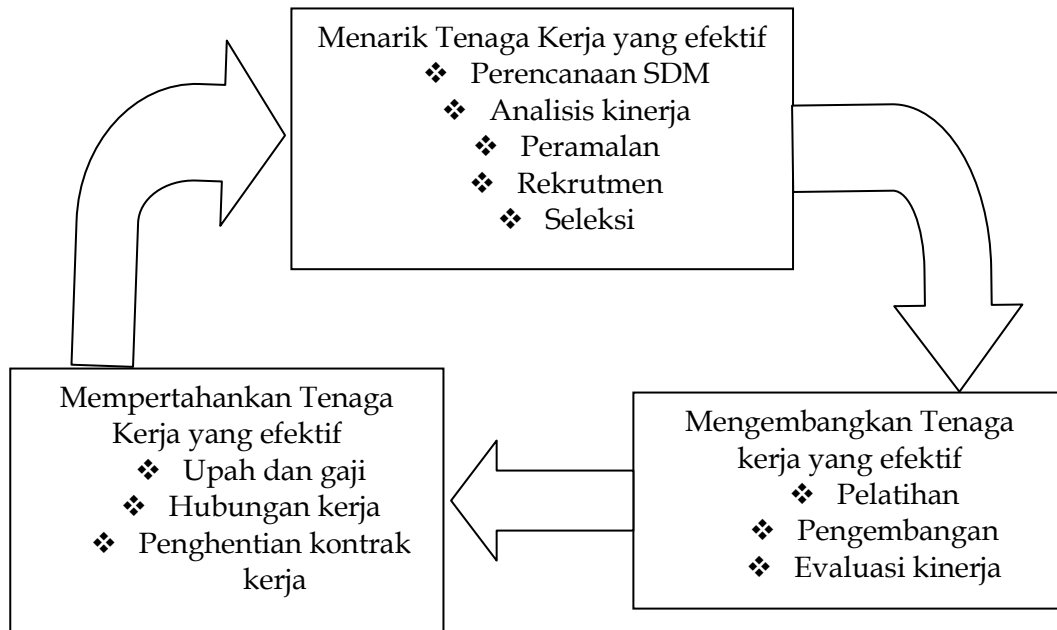 Menarik Tenaga Kerja yang efektif
❖ Perencanaan SDM
❖ Analisis kinerja
❖ Peramalan
❖ Rekrutmen
❖ Seleksi
Mempertahankan Tenaga
Kerja yang efektif
❖ Upah dan gaji
❖ Hubungan kerja
❖ Penghentian kontrak
kerja
Mengembangkan Tenaga
kerja yang efektif
❖ Pelatihan
❖ Pengembangan
❖ Evaluasi kinerja